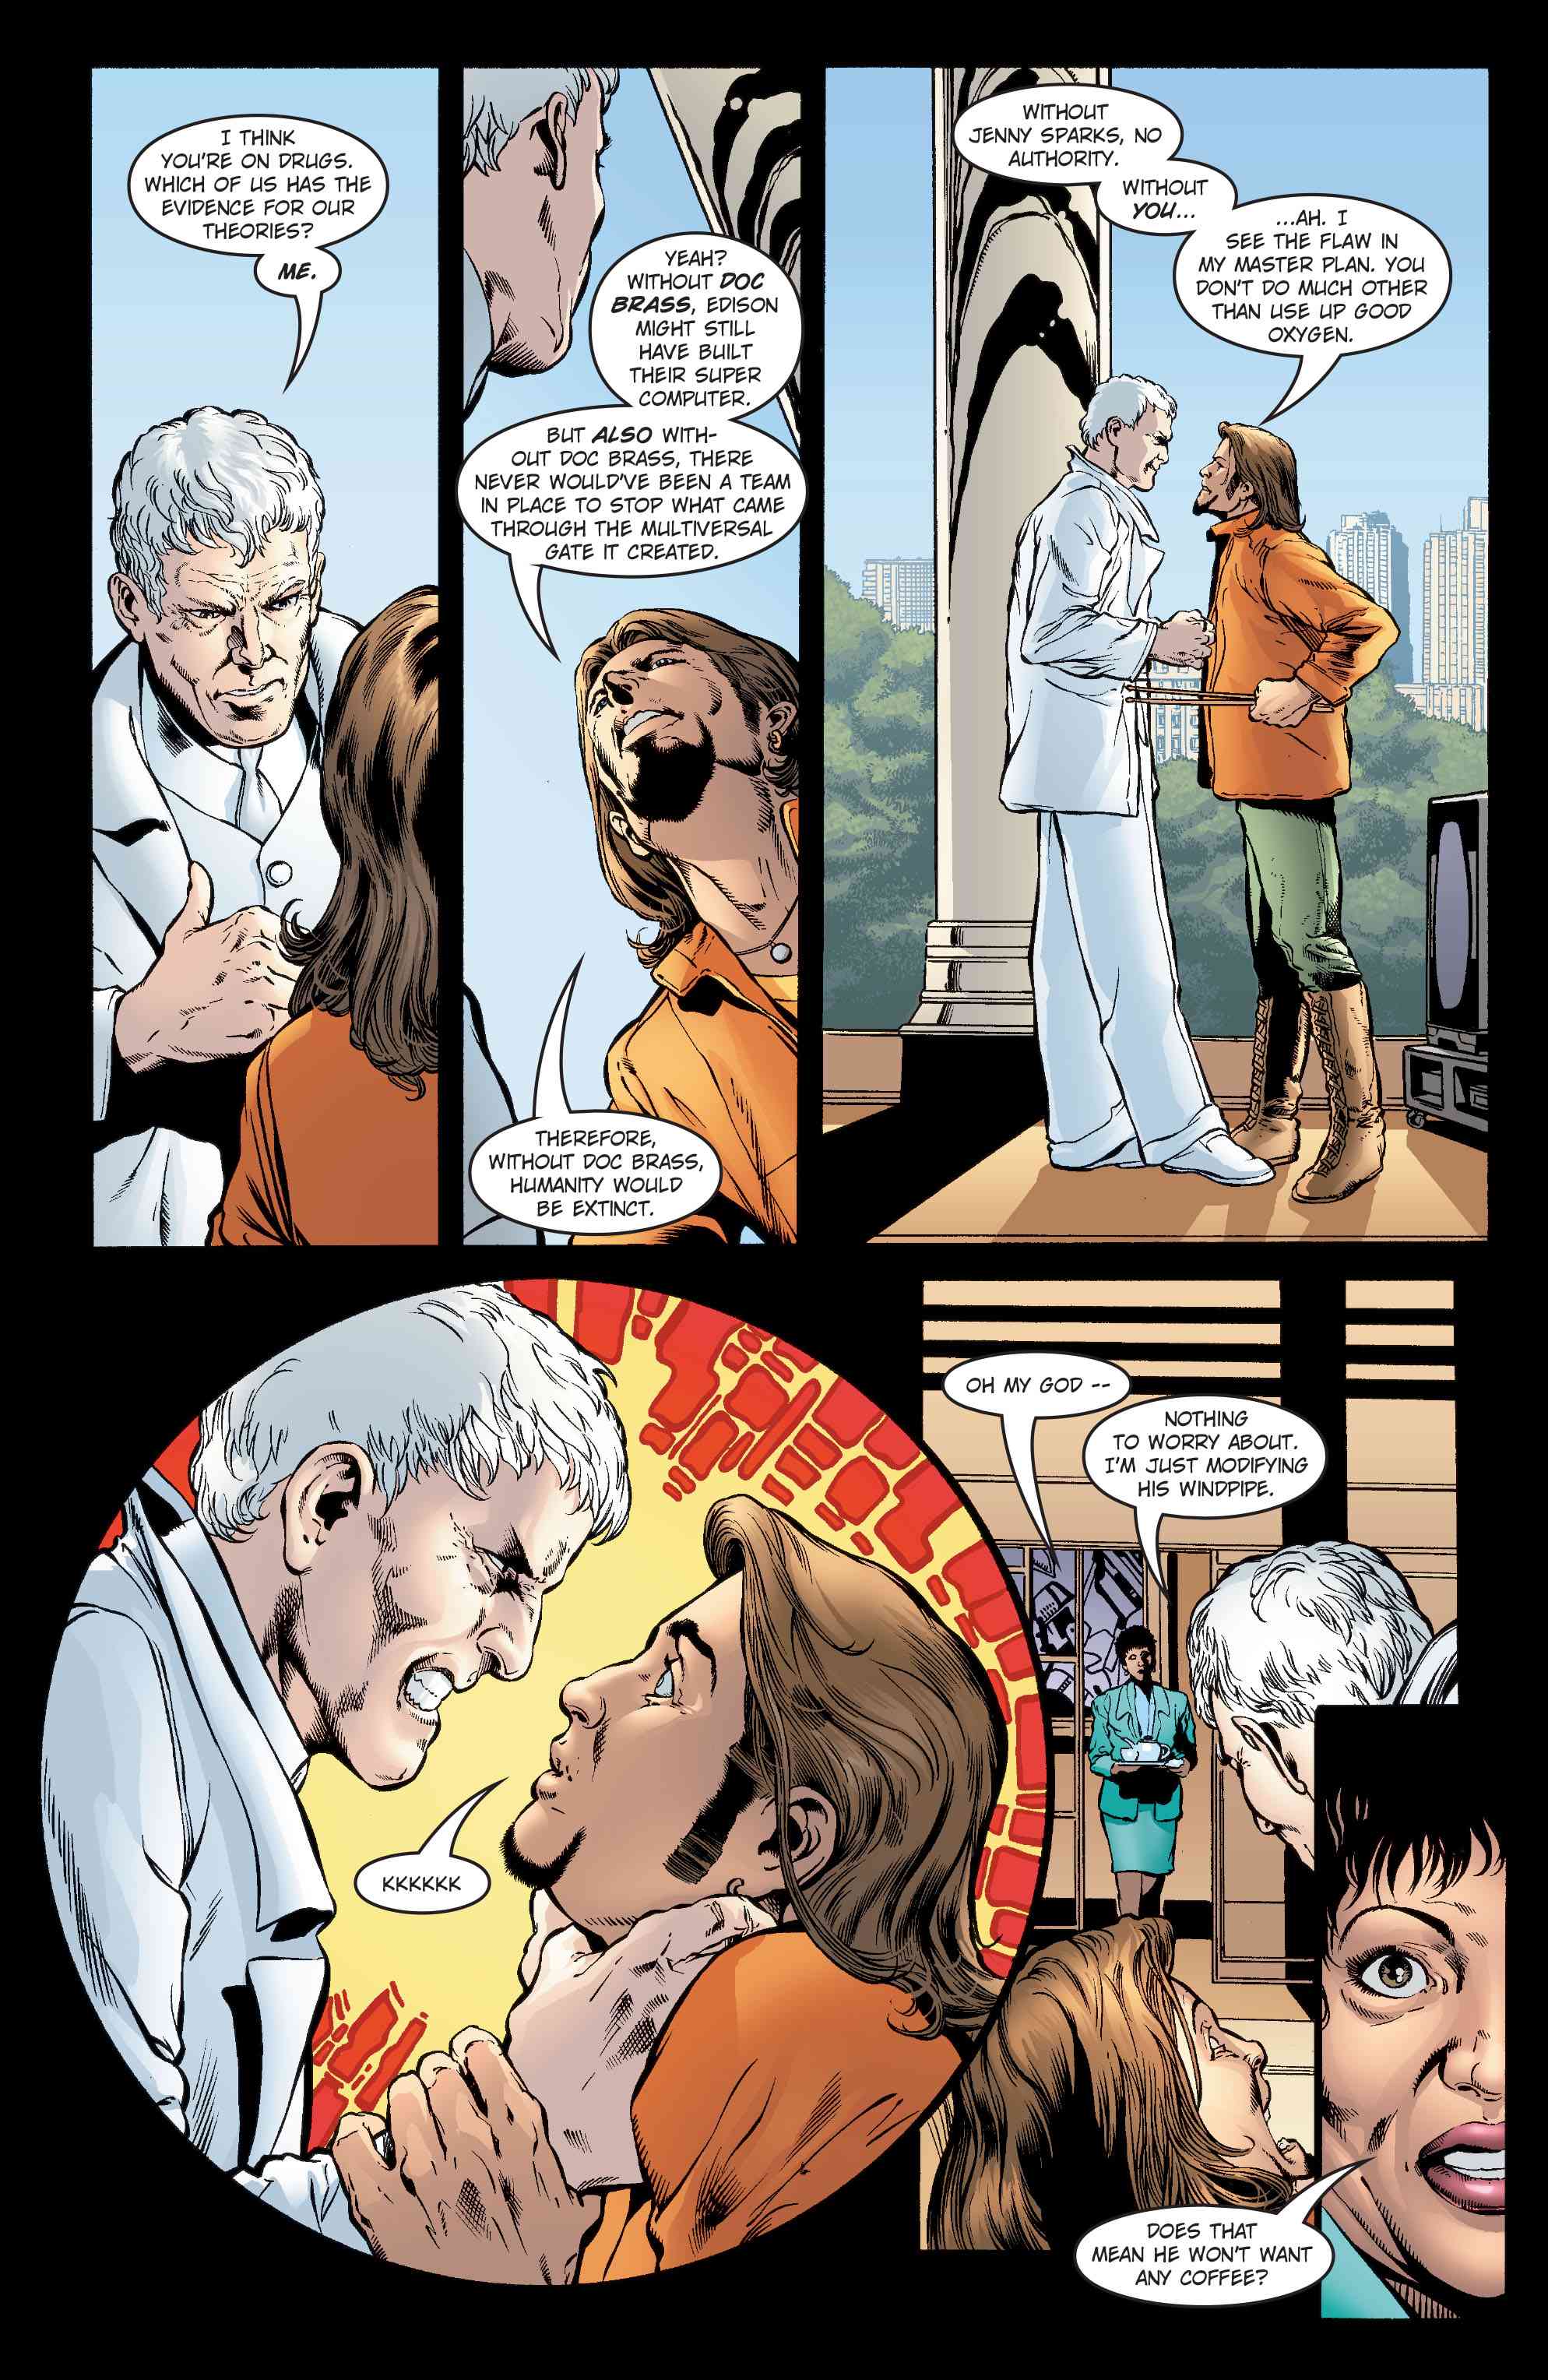 I THINK
YOU'RE ON DRUGS.
WHICH OF US HAS THE
EVIDENCE FOR OUR
THEORIES?
ME.
YEAH?
WITHOUT DOC
BRASS, EDISON
MIGHT STILL
HAVE BUILT
THEIR SUPER
COMPUTER.
BUT ALSO WITH-
OUT DOC BRASS, THERE
NEVER WOULD'VE BEEN A TEAM
IN PLACE TO STOP WHAT CAME
THROUGH THE MULTIVERSAL
GATE IT CREATED.
THEREFORE,
WITHOUT DOC BRASS,
HUMANITY WOULD
BE EXTINCT.
WITHOUT
JENNY SPARKS, NO
AUTHORITY.
WITHOUT
YOU...
...AH. I
SEE THE FLAW IN
MY MASTER PLAN. YOU
DON'T DO MUCH OTHER
THAN USE UP GOOD
OXYGEN.
KKKKKK
OH MY GOD --
NOTHING
TO WORRY ABOUT.
I'M JUST MODIFYING
HIS WINDPIPE.
DOES THAT
MEAN HE WON'T WANT
ANY COFFEE?